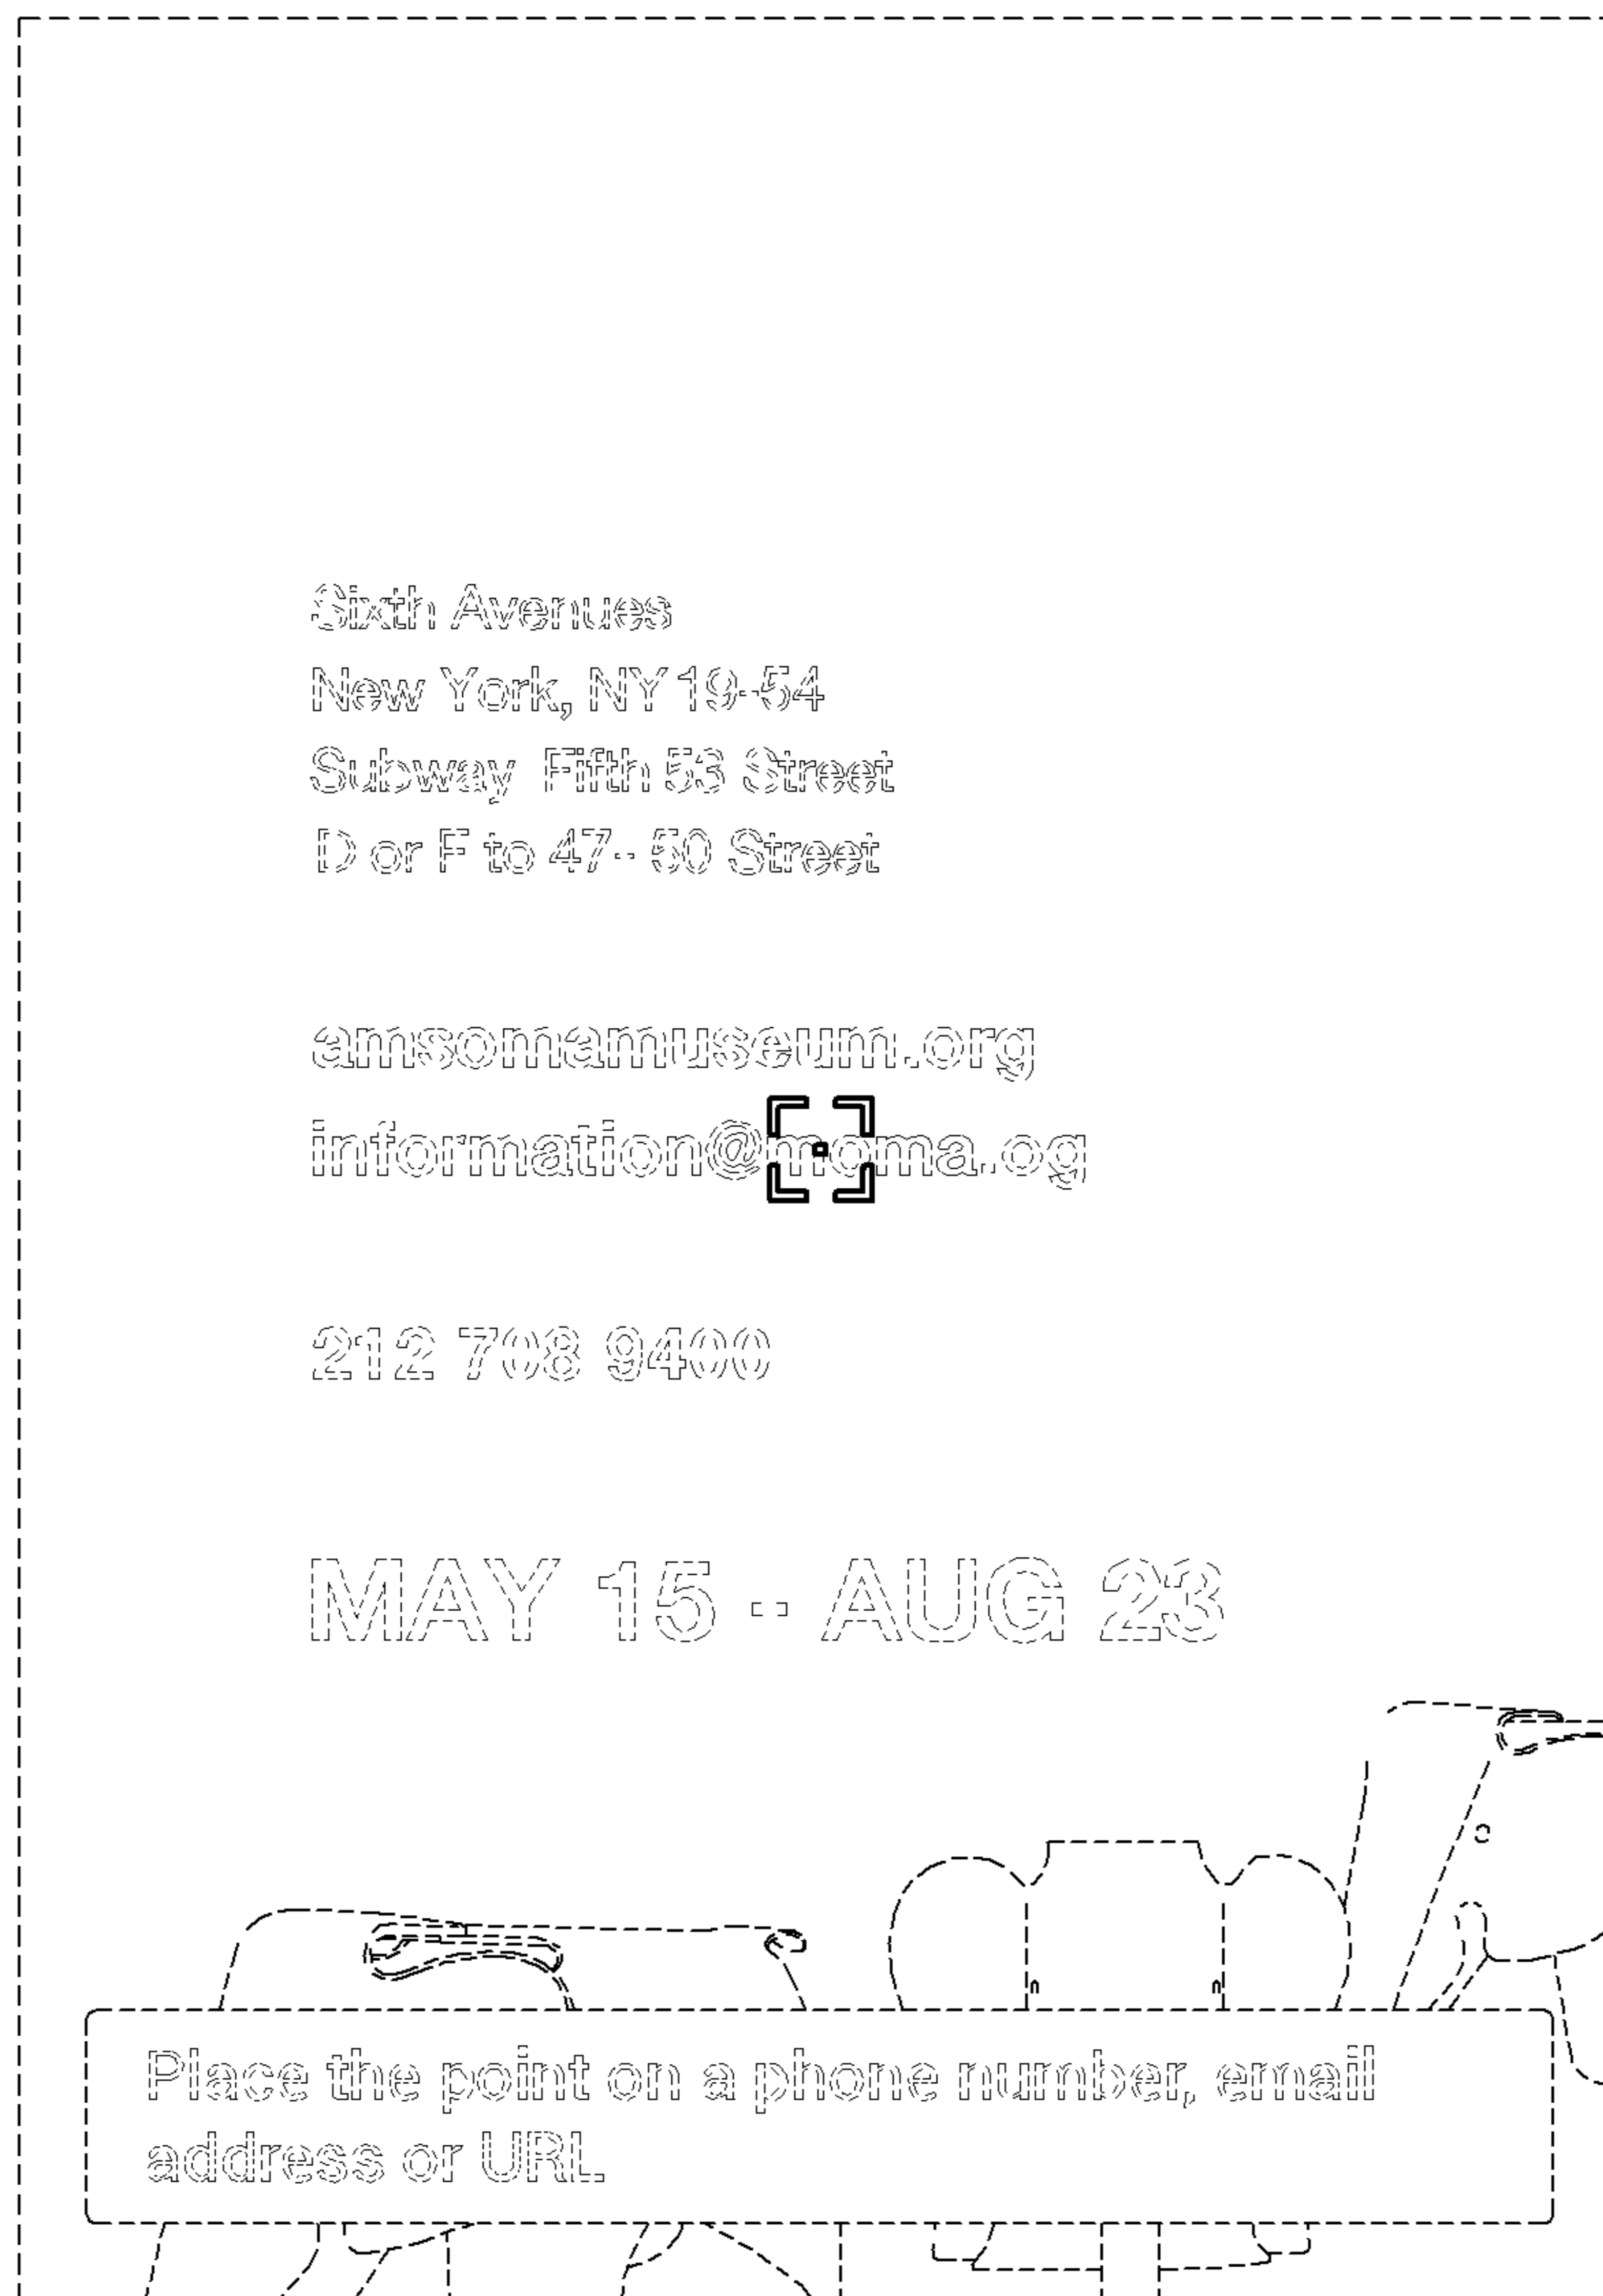 Sixth Avenues
New York, NY 19-54
Subway Fifth 53 Street
D or F to 47-50 Street
amsomamuseum.org
information@moma.og
212 708 9400
MAY 15 - AUG 23
Place the point on a phone number, email
address or URL